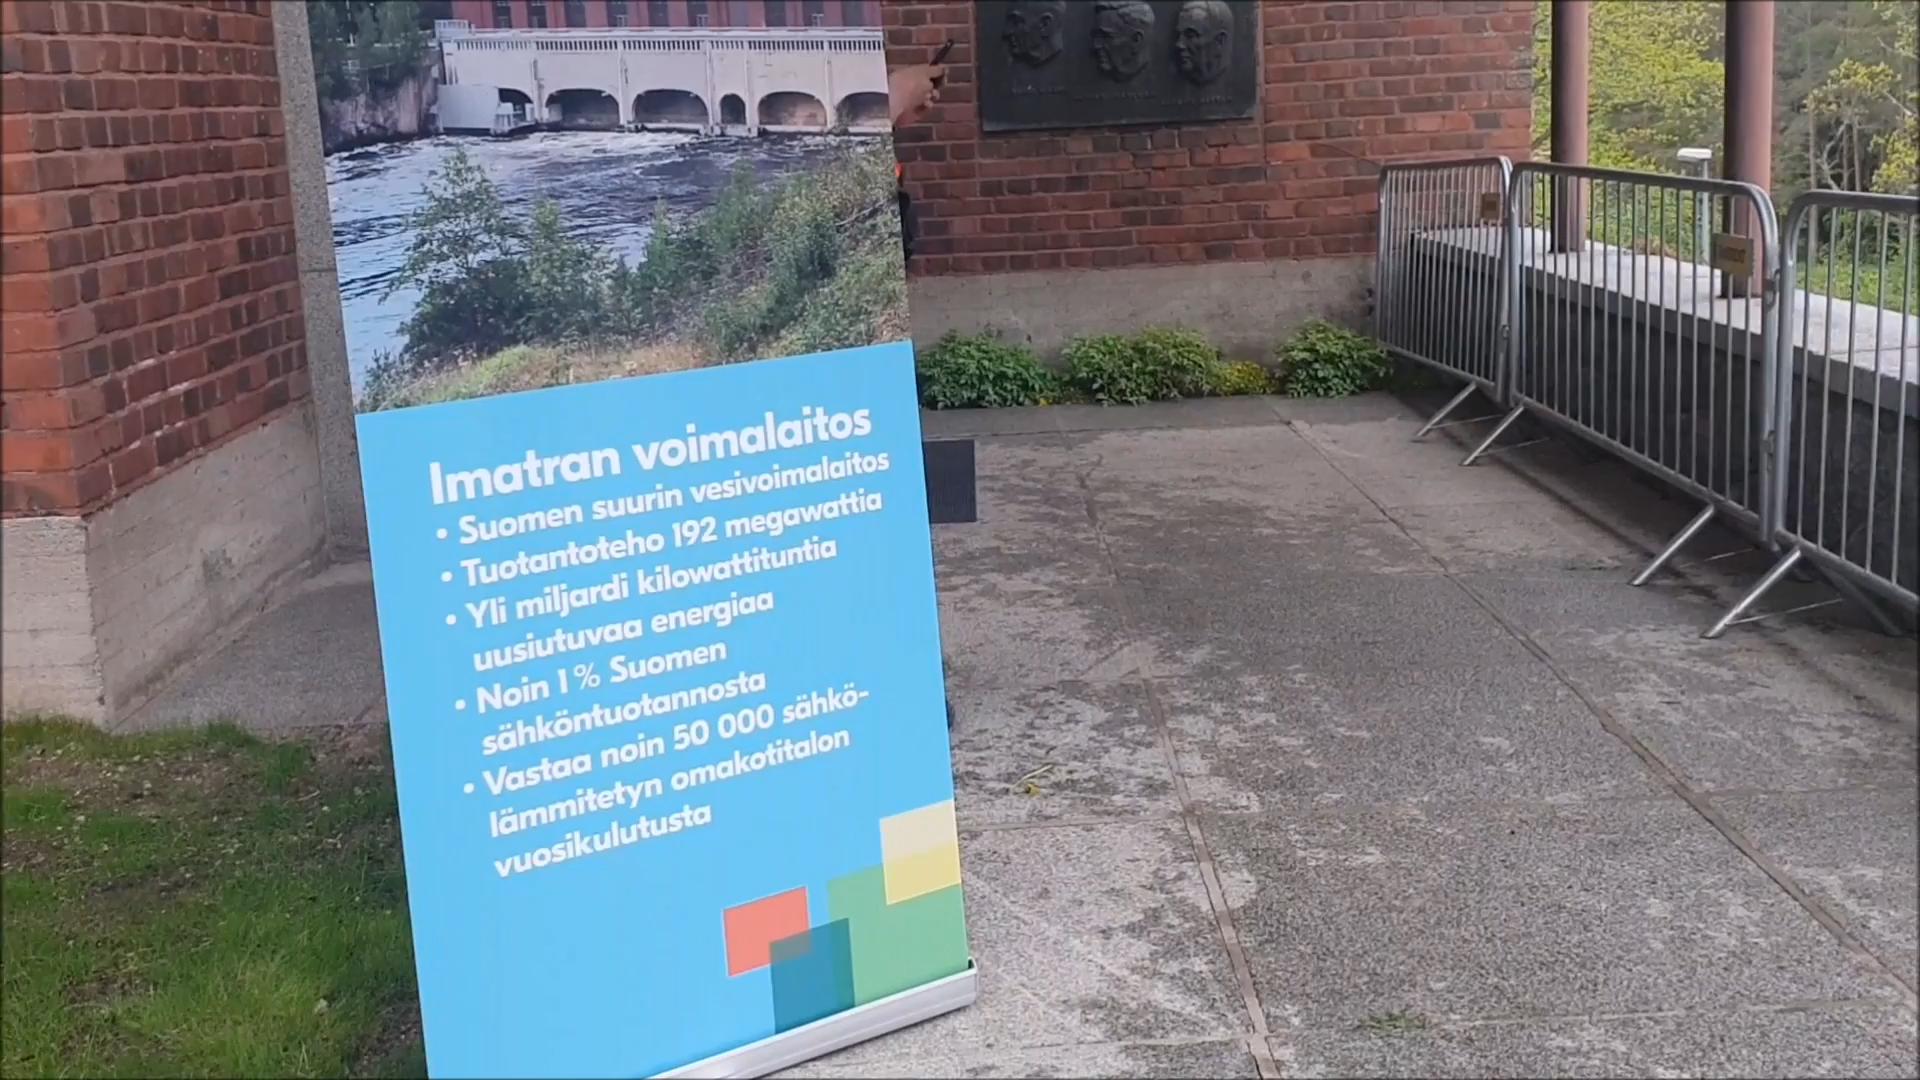 Imatran voimalaitos
• Suomen suurin vesivoimalaitos
• Tuotantoteho 192 megawattia
• Yli miljardi kilowattituntia
uusiutuvaa energiaa
• Noin 1 % Suomen
sähköntuotannosta
• Vastaa noin 50 000 sähkö-
lämmitetyn omakotitalon
vuosikulutusta